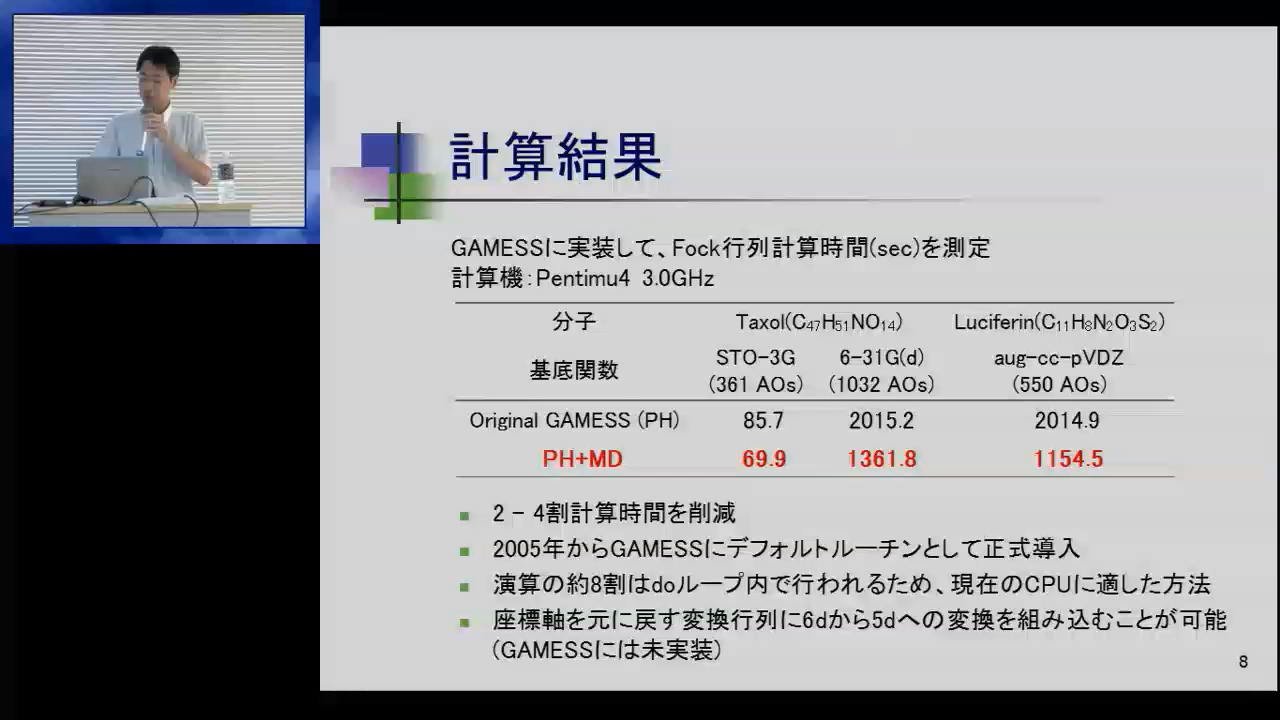 計算結果
GAMESSに実装して、Fock行列計算時間(sec)を測定
計算機:Pentimu4 3.0GHz
分子 Taxol(C₄₇H₅₁NO₁₄) Luciferin(C₁₁H₈N₂O₃S₂)
基底関数 STO-3G 6-31G(d) aug-cc-pVDZ
(361 AOs) (1032 AOs) (550 AOs)
Original GAMESS (PH) 85.7 2015.2 2014.9
PH+MD 69.9 1361.8 1154.5
2 - 4割計算時間を削減
2005年からGAMESSにデフォルトルーチンとして正式導入
演算の約8割はdoループ内で行われるため、現在のCPUに適した方法
座標軸を元に戻す変換行列に6dから5dへの変換を組み込むことが可能
(GAMESSには未実装)
8